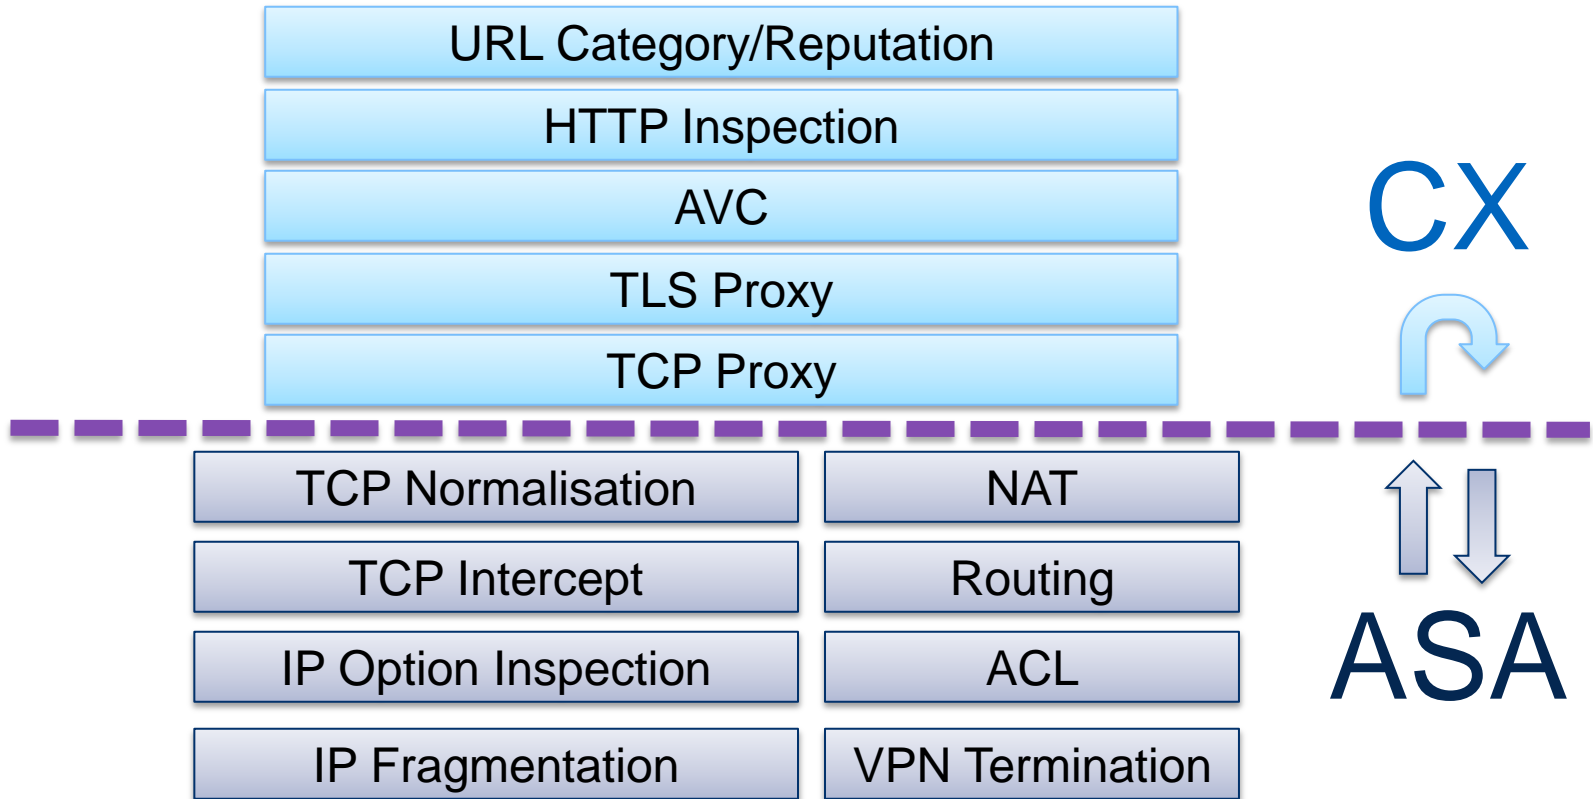 URL Category/Reputation
HTTP Inspection
AVC
TLS Proxy
TCP Proxy
CX
TCP Normalisation
NAT
TCP Intercept
Routing
IP Option Inspection
ACL
IP Fragmentation
VPN Termination
ASA